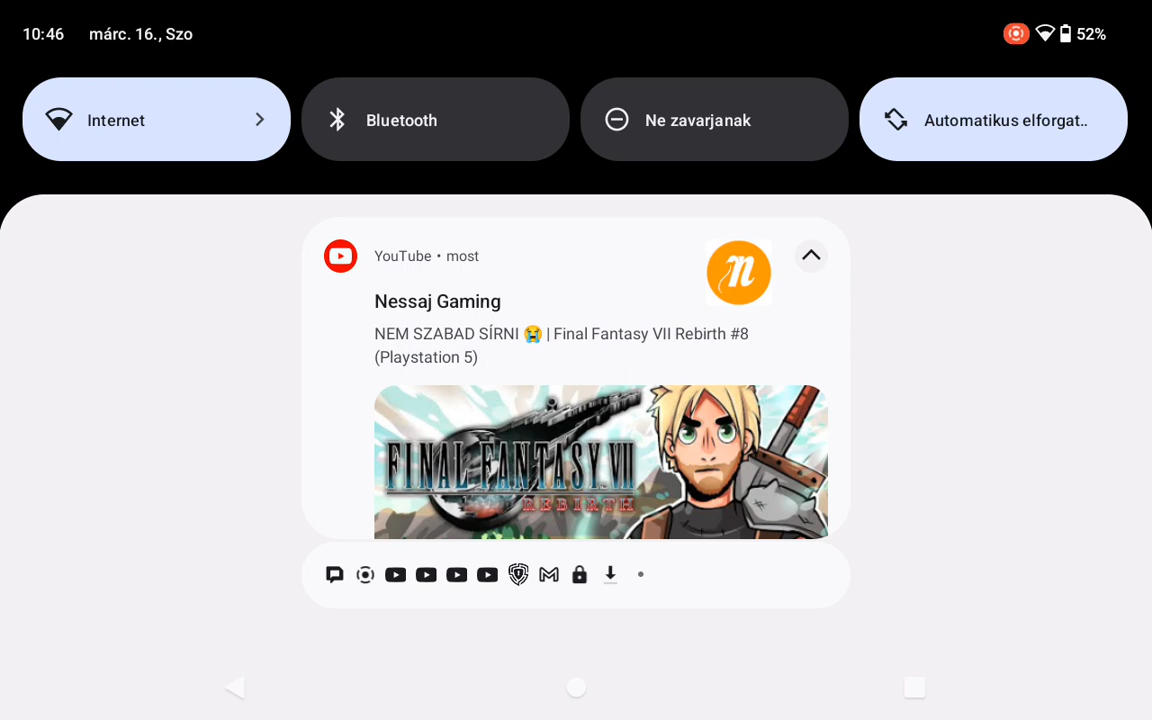 10:46 márc. 16., Szo 52%
Internet Bluetooth Ne zavarjanak Automatikus elforgat..
YouTube • most
Nessaj Gaming
NEM SZABAD SÍRNI 😭 | Final Fantasy VII Rebirth #8
(Playstation 5)
FINAL FANTASY VII
REBIRTH